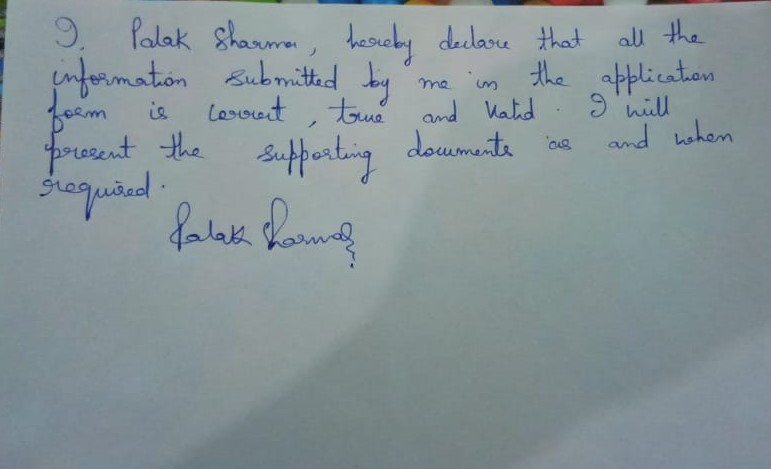 I, Palak Sharma, hereby declare that all the
information submitted by me in the application
form is correct, true and Valid. I will
present the supporting documents as and when
required.
Palak Sharma